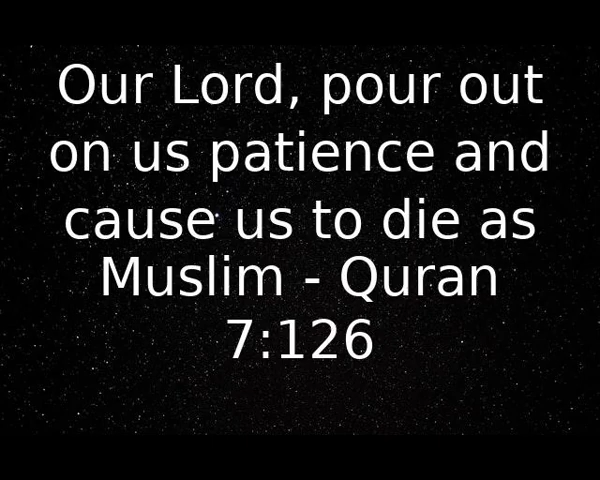 Our Lord, pour out
on us patience and
cause us to die as
Muslim - Quran
7:126